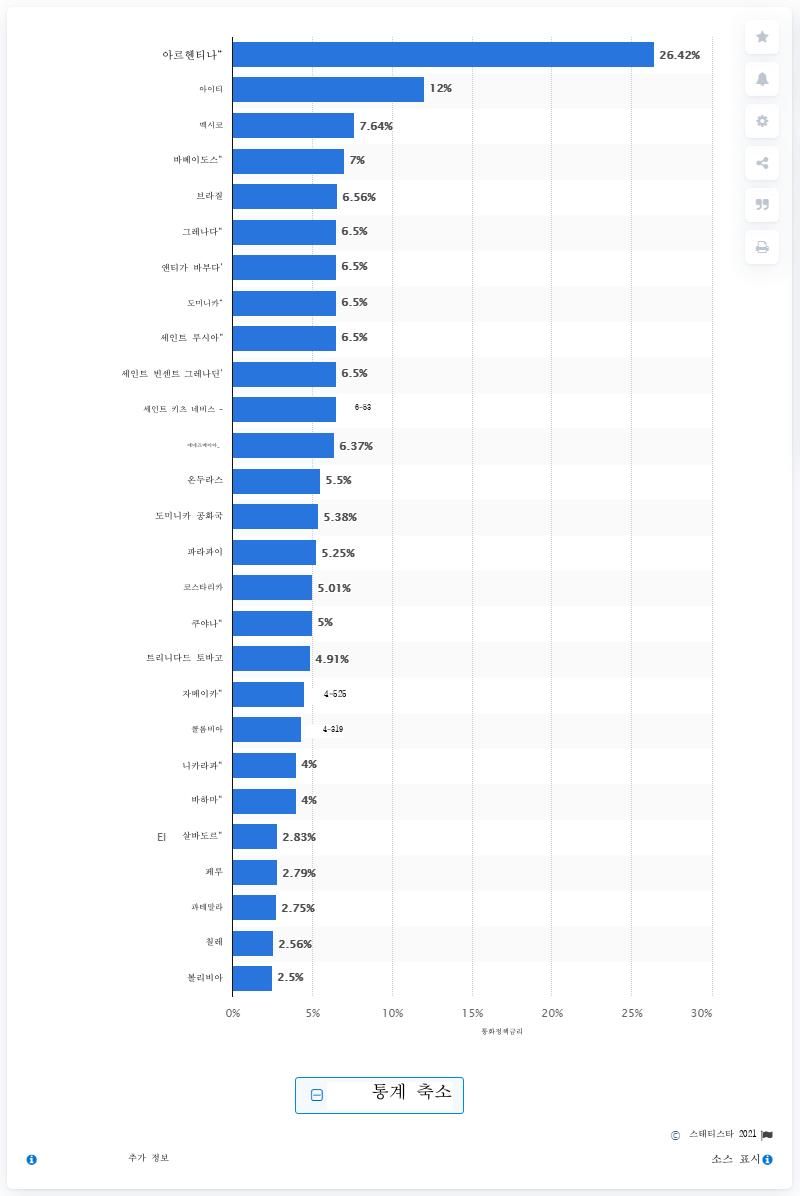 아르헨티나" 26.42%
아이티 12%
멕시코 7.64%
바베이도스" 7%
브라질 6.56%
그레나다" 6.5%
앤티가 바부다' 6.5%
도미니카" 6.5%
세인트 루시아" 6.5%
세인트 빈센트 그레나딘' 6.5%
세인트 키츠 네비스 - 6-53
6.37%
온두라스 5.5%
도미니카 공화국 5.38%
파라과이 5.25%
코스타리카 5.01%
쿠야나" 5%
트리니다드 토바고 4.91%
자메이카" 4-525
콜롬비아 4-319
니카라과" 4%
바하마" 4%
El 살바도르" 2.83%
페루 2.79%
과테말라 2.75%
칠레 2.56%
볼리비아 2.5%
0% 5% 10% 15% 20% 25% 30%
통화정책금리
통계 축소
© 스태티스타 2021
추가 정보 소스 표시